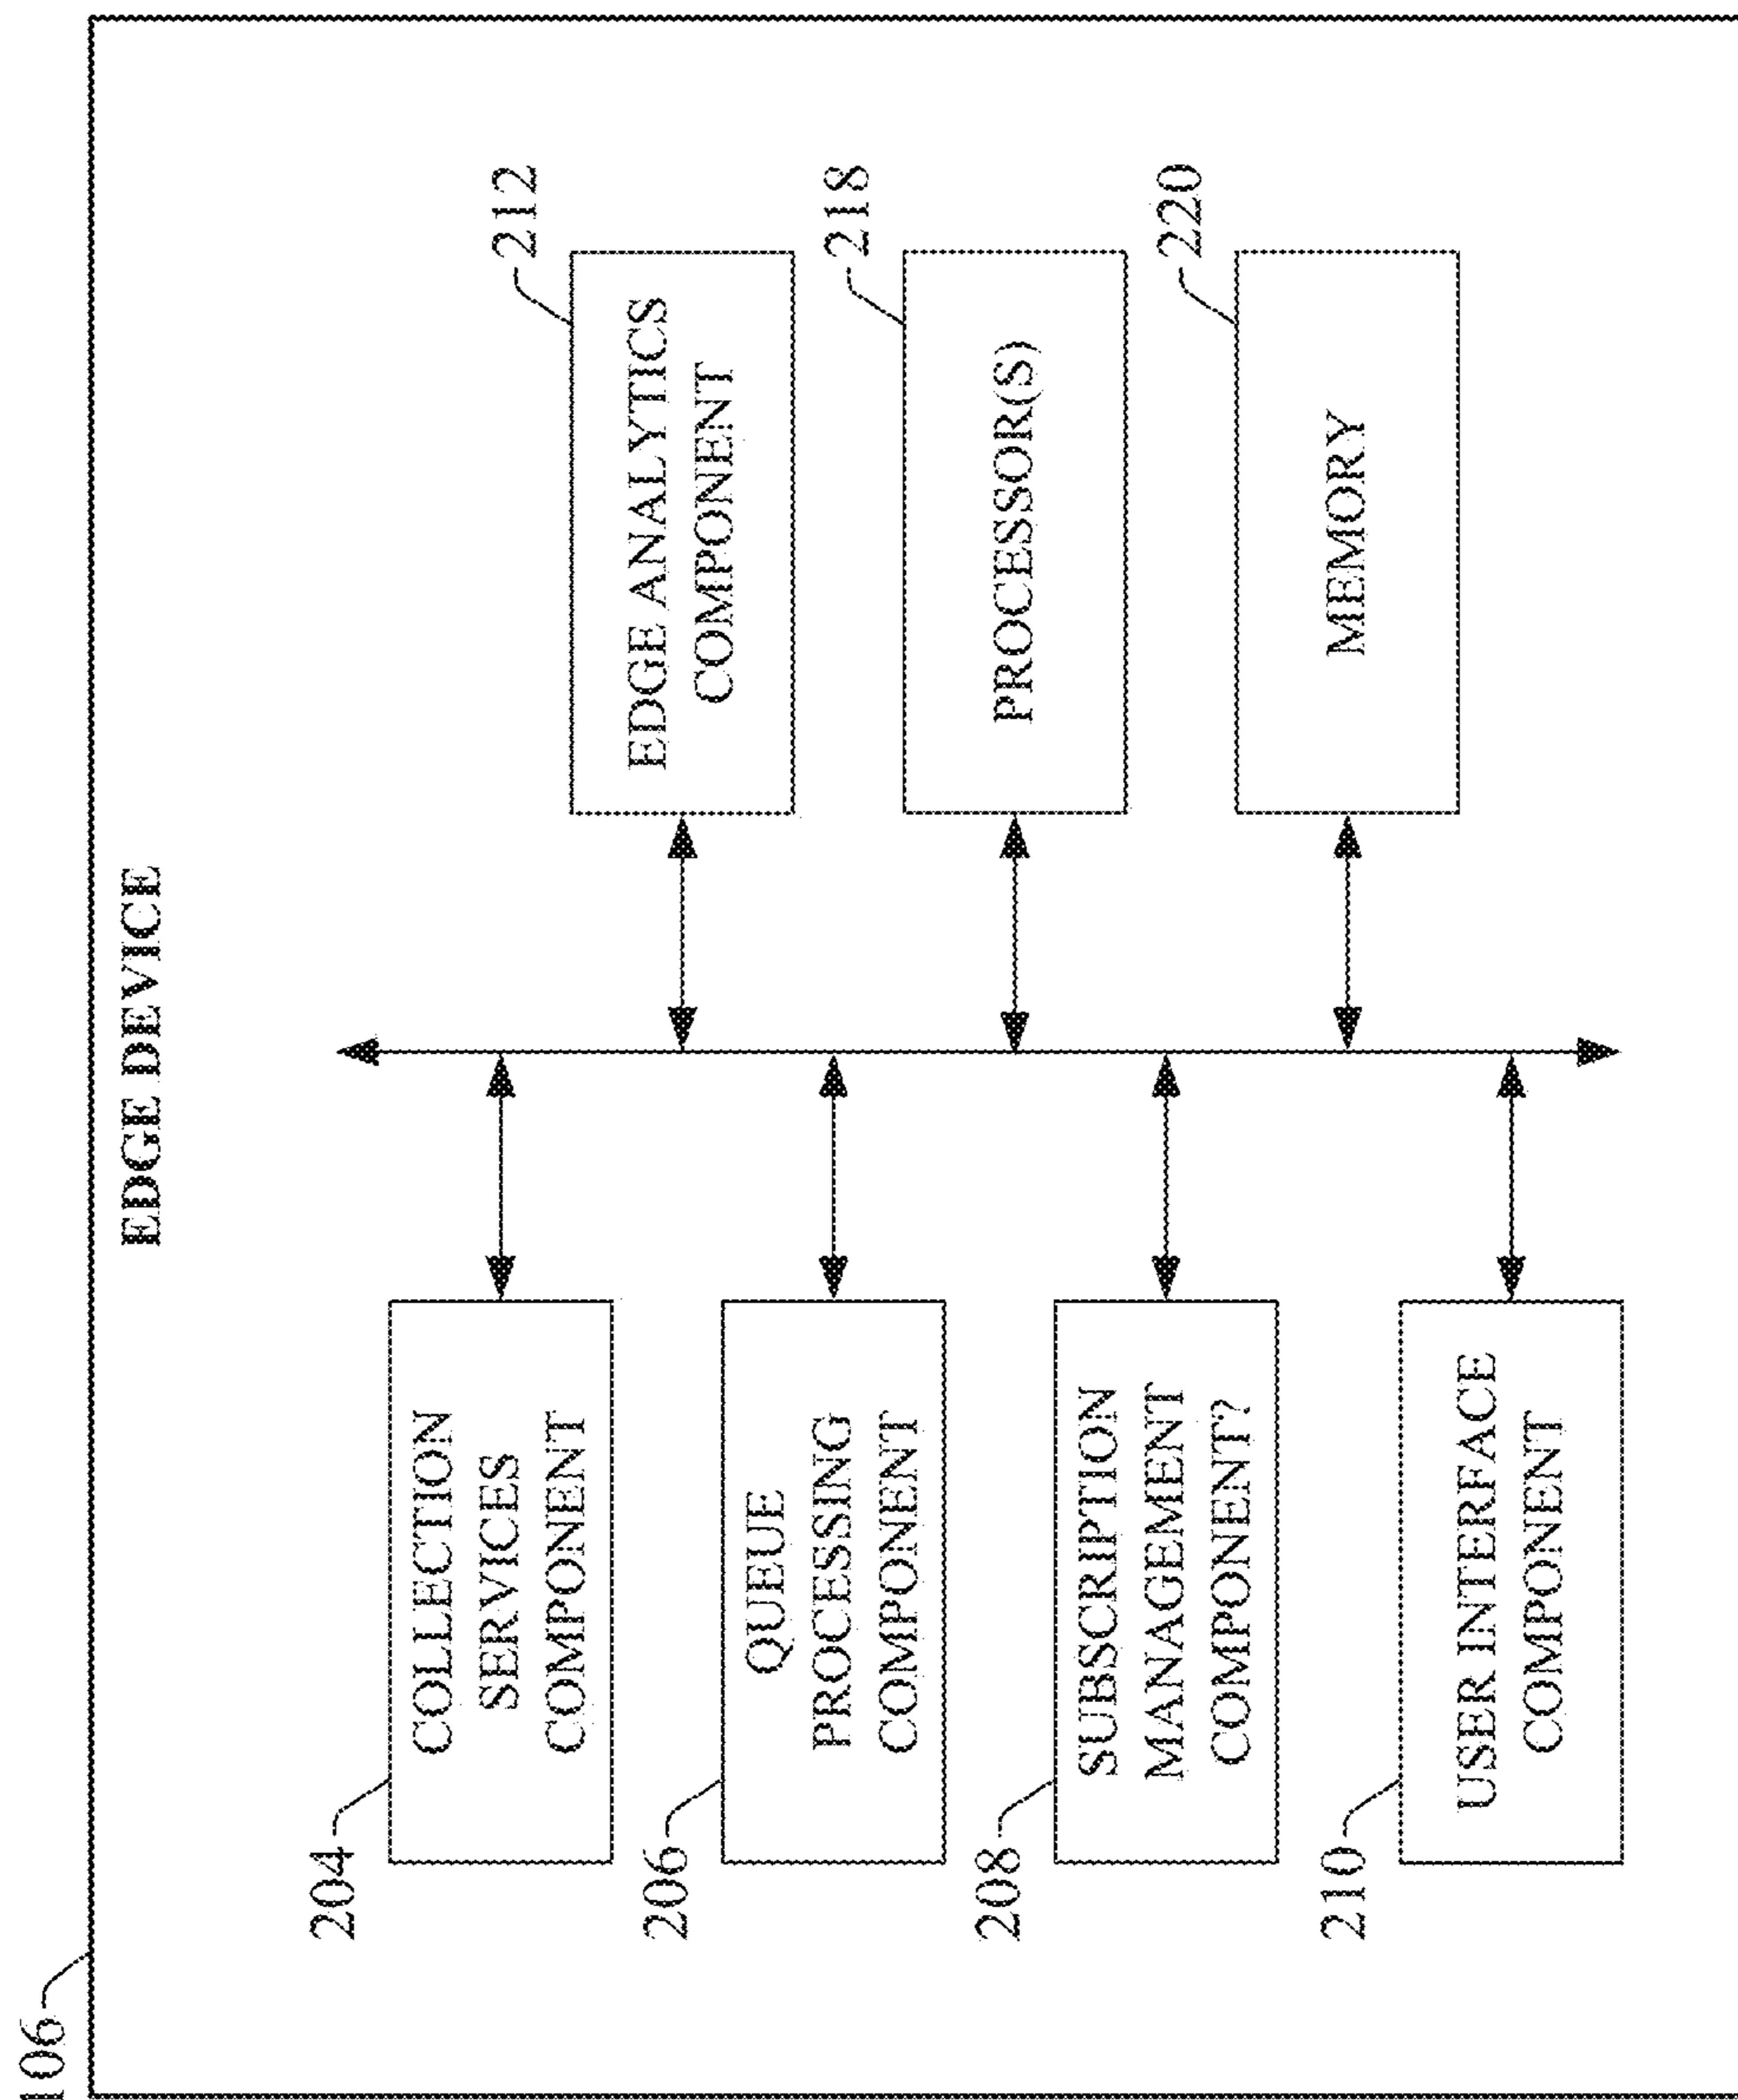 106
EDGE DEVICE
204
COLLECTION
SERVICES
COMPONENT
206
QUEUE
PROCESSING
COMPONENT
208
SUBSCRIPTION
MANAGEMENT
COMPONENT?
210
USER INTERFACE
COMPONENT
212
EDGE ANALYTICS
COMPONENT
218
PROCESSOR(S)
220
MEMORY